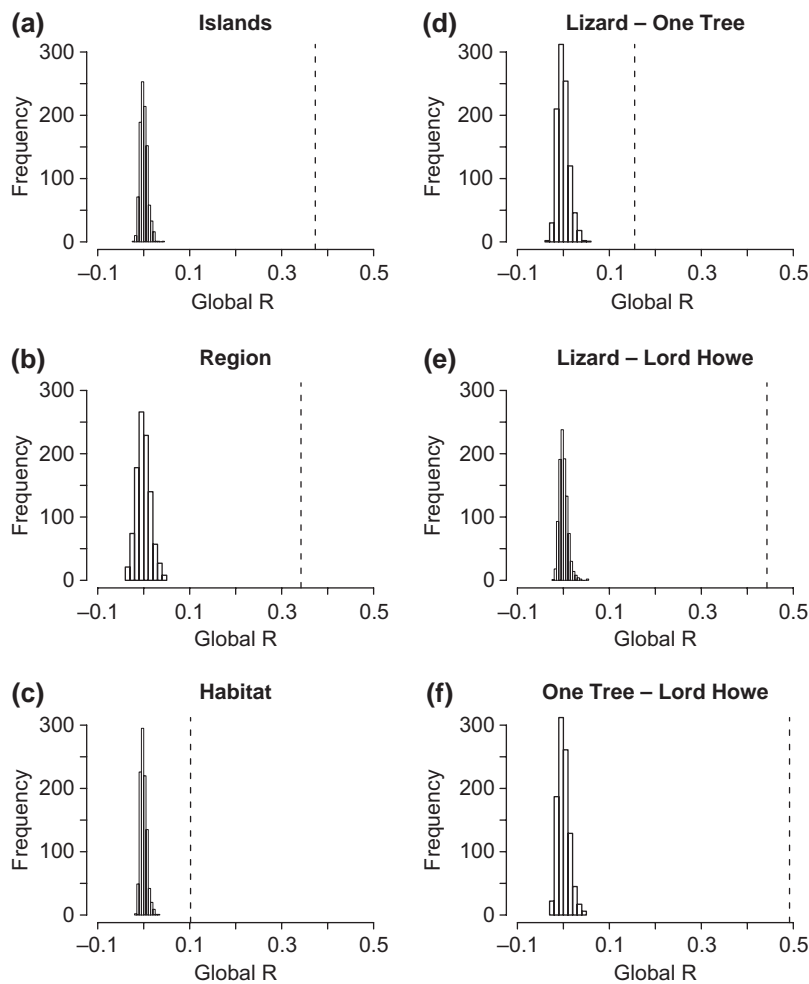 (a)
Islands
300
200
100
0
Frequency
–0.1 0.1 0.3 0.5
Global R
(d)
Lizard – One Tree
300
200
100
0
Frequency
–0.1 0.1 0.3 0.5
Global R
(b)
Region
300
200
100
0
Frequency
–0.1 0.1 0.3 0.5
Global R
(e)
Lizard – Lord Howe
300
200
100
0
Frequency
–0.1 0.1 0.3 0.5
Global R
(c)
Habitat
300
200
100
0
Frequency
–0.1 0.1 0.3 0.5
Global R
(f)
One Tree – Lord Howe
300
200
100
0
Frequency
–0.1 0.1 0.3 0.5
Global R